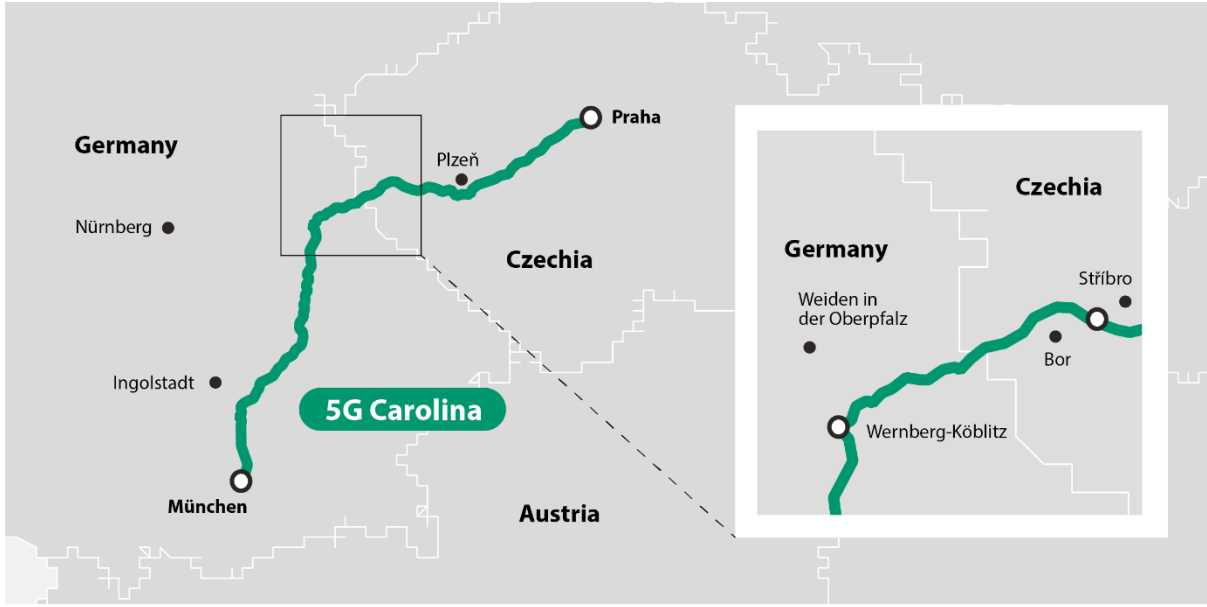 Praha
Germany
Plzeň
Nürnberg
Czechia
Ingolstadt
5G Carolina
München
Austria
Czechia
Germany
Stříbro
Weiden in
der Oberpfalz
Bor
Wernberg-Köblitz